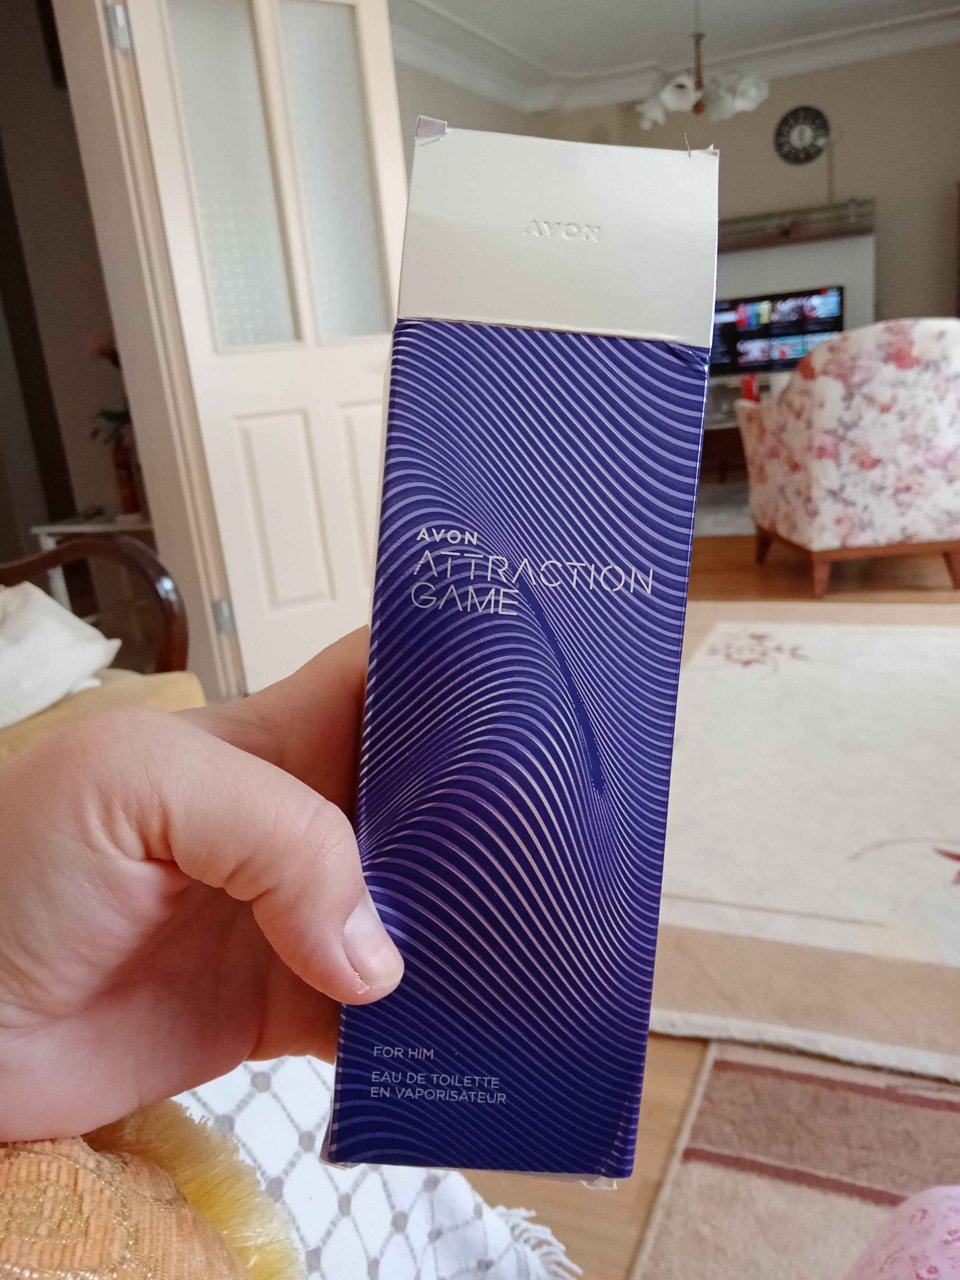 AVON
AVON
ATTRACTION
GAME
FOR HIM
EAU DE TOILETTE
EN VAPORISATEUR